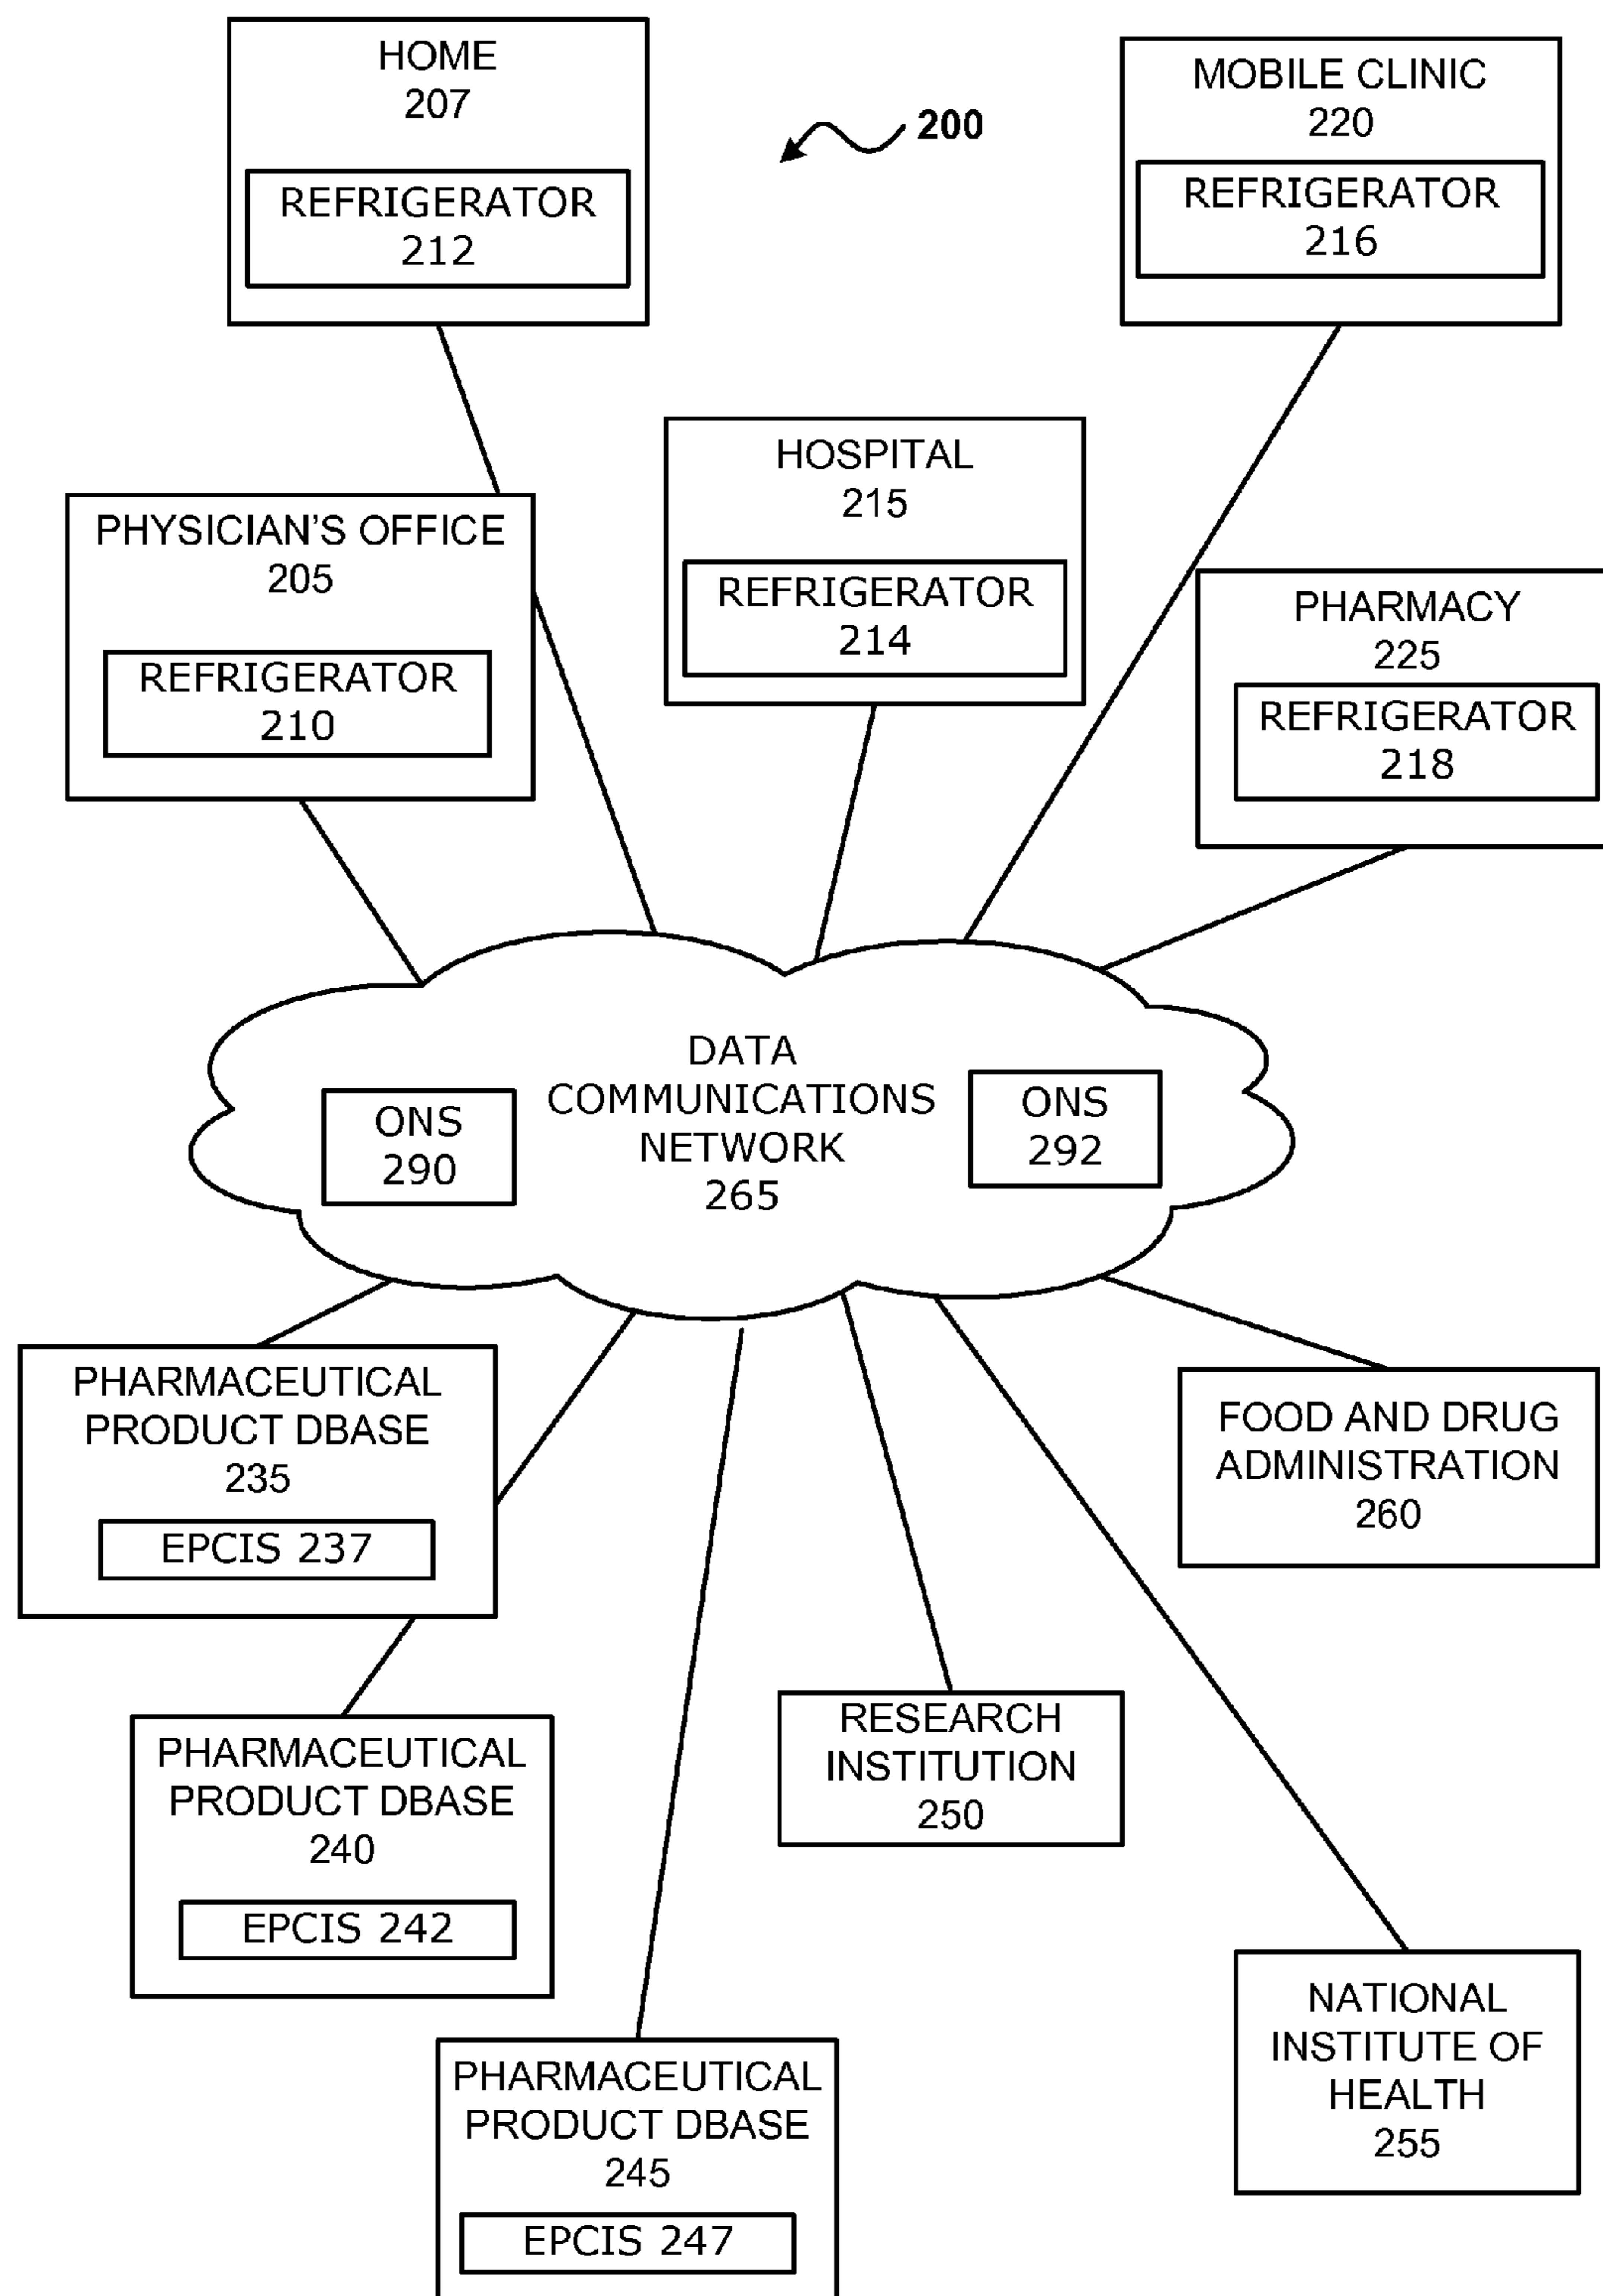 HOME
207
REFRIGERATOR
212
200
MOBILE CLINIC
220
REFRIGERATOR
216
HOSPITAL
215
REFRIGERATOR
214
PHYSICIAN'S OFFICE
205
REFRIGERATOR
210
PHARMACY
225
REFRIGERATOR
218
DATA
COMMUNICATIONS
NETWORK
265
ONS
290
ONS
292
PHARMACEUTICAL
PRODUCT DBASE
235
EPCIS 237
FOOD AND DRUG
ADMINISTRATION
260
PHARMACEUTICAL
PRODUCT DBASE
240
EPCIS 242
RESEARCH
INSTITUTION
250
NATIONAL
INSTITUTE OF
HEALTH
255
PHARMACEUTICAL
PRODUCT DBASE
245
EPCIS 247